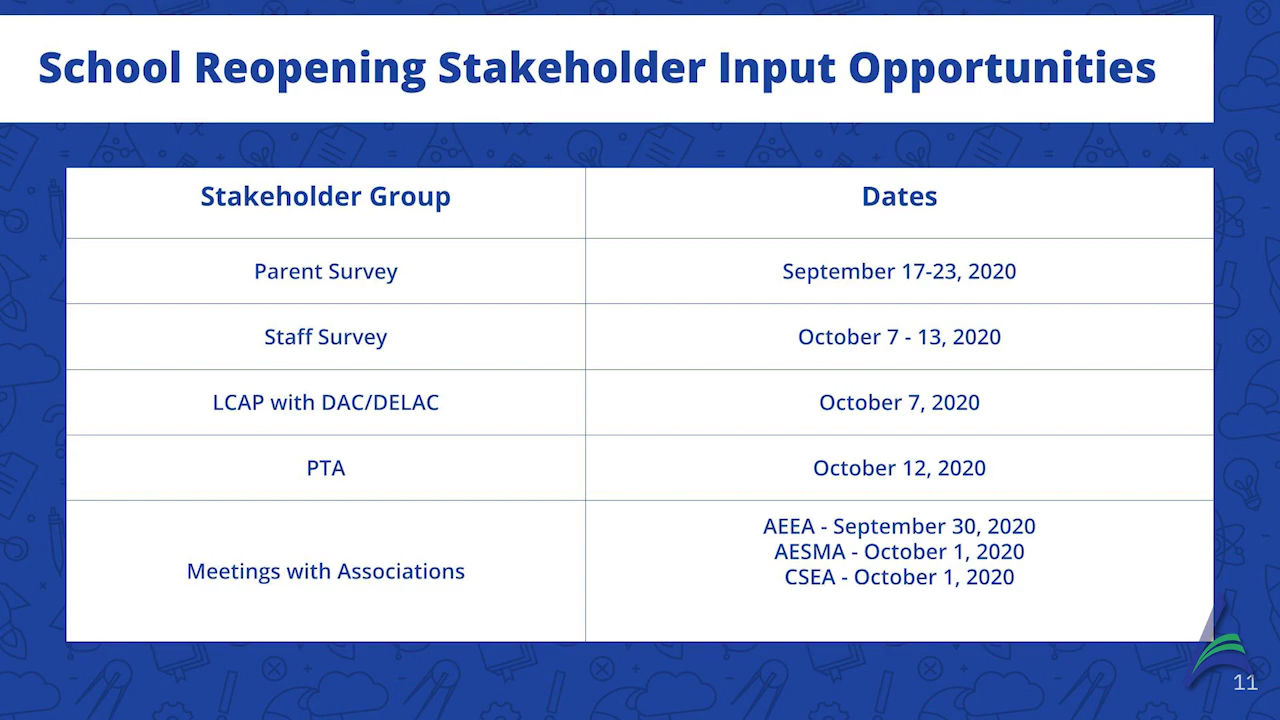 School Reopening Stakeholder Input Opportunities
Stakeholder Group
Dates
Parent Survey
September 17-23, 2020
Staff Survey
October 7 - 13, 2020
LCAP with DAC/DELAC
October 7, 2020
PTA
October 12, 2020
Meetings with Associations
AEEA - September 30, 2020
AESMA - October 1, 2020
CSEA - October 1, 2020
11